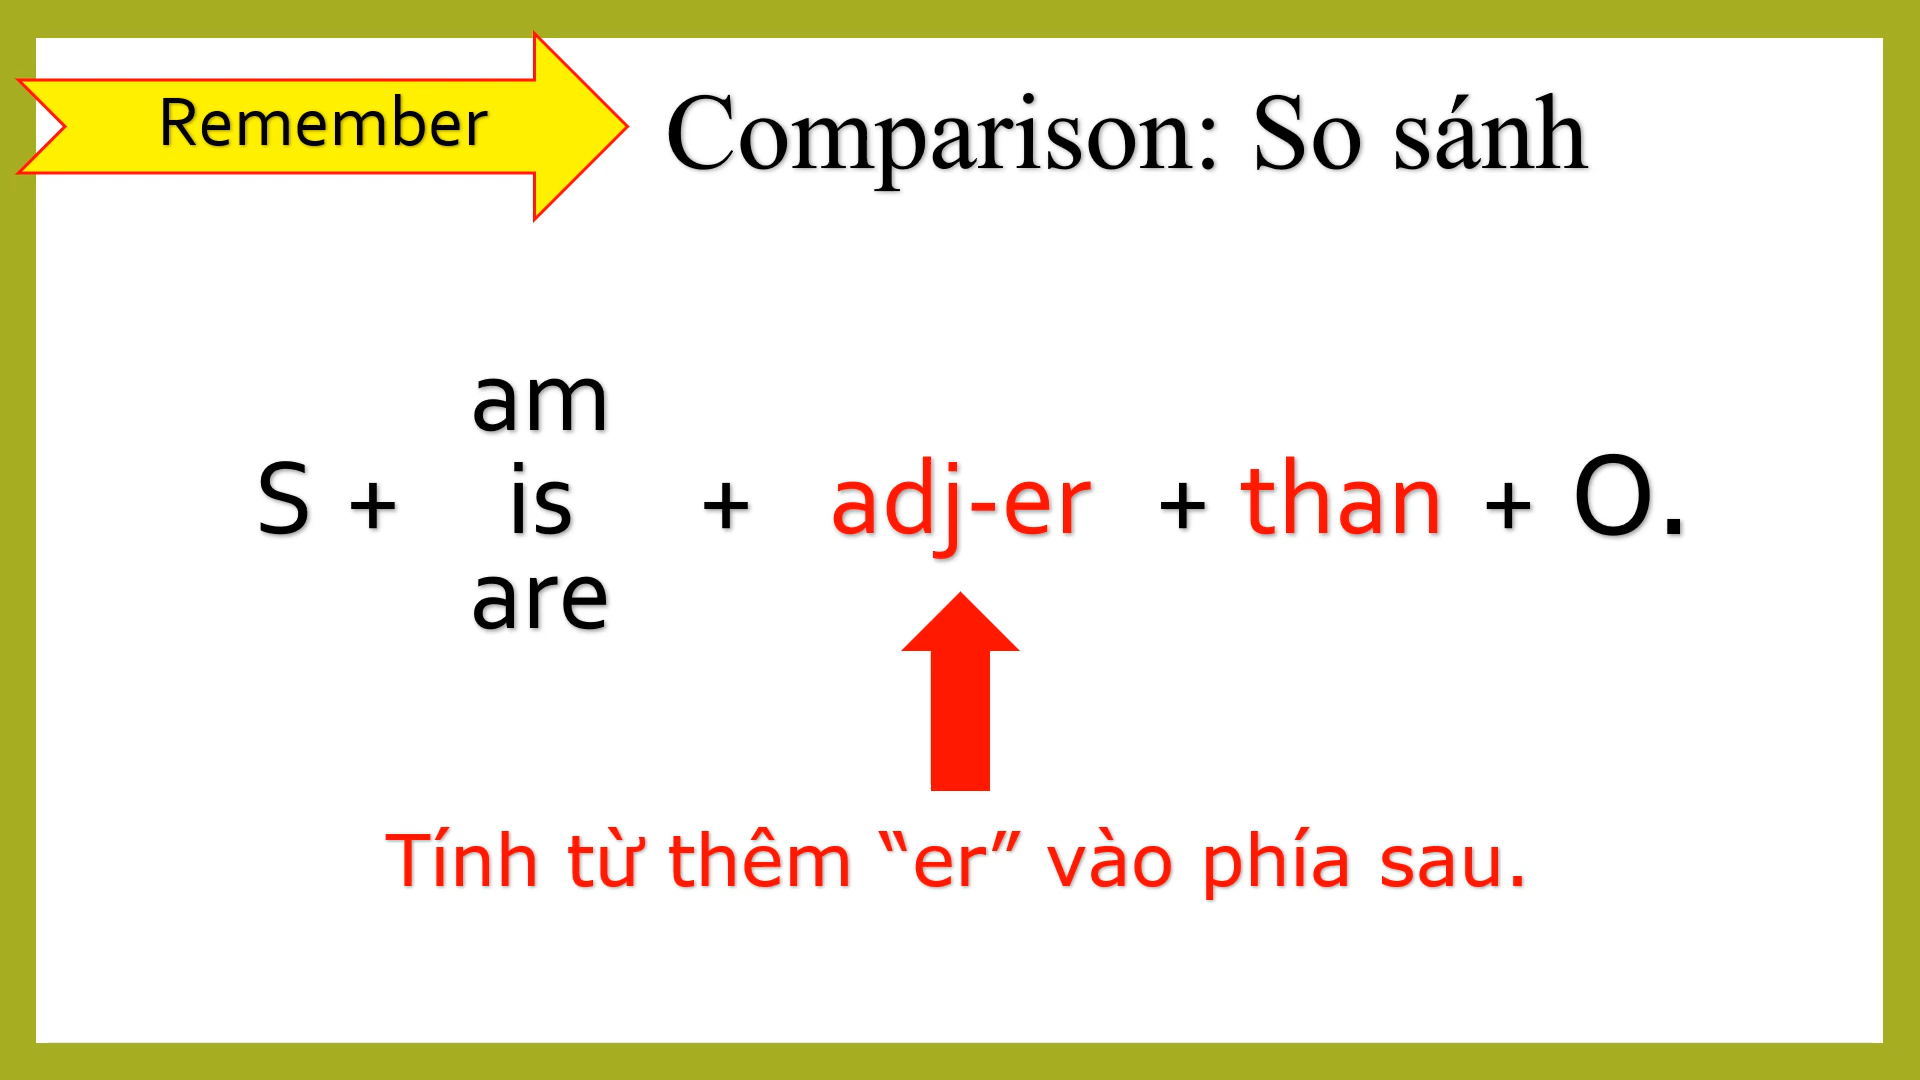 Remember
Comparison: So sánh
am
S + is + adj-er + than + O.
are
Tính từ thêm “er” vào phía sau.